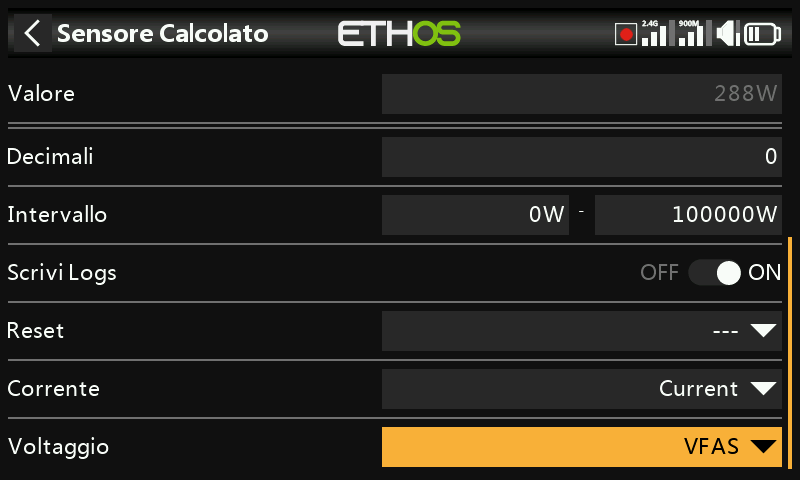 Sensore Calcolato ETHOS 2.4G 900M
Valore 288W
Decimali 0
Intervallo 0W - 100000W
Scrivi Logs OFF ON
Reset ---
Corrente Current
Voltaggio VFAS